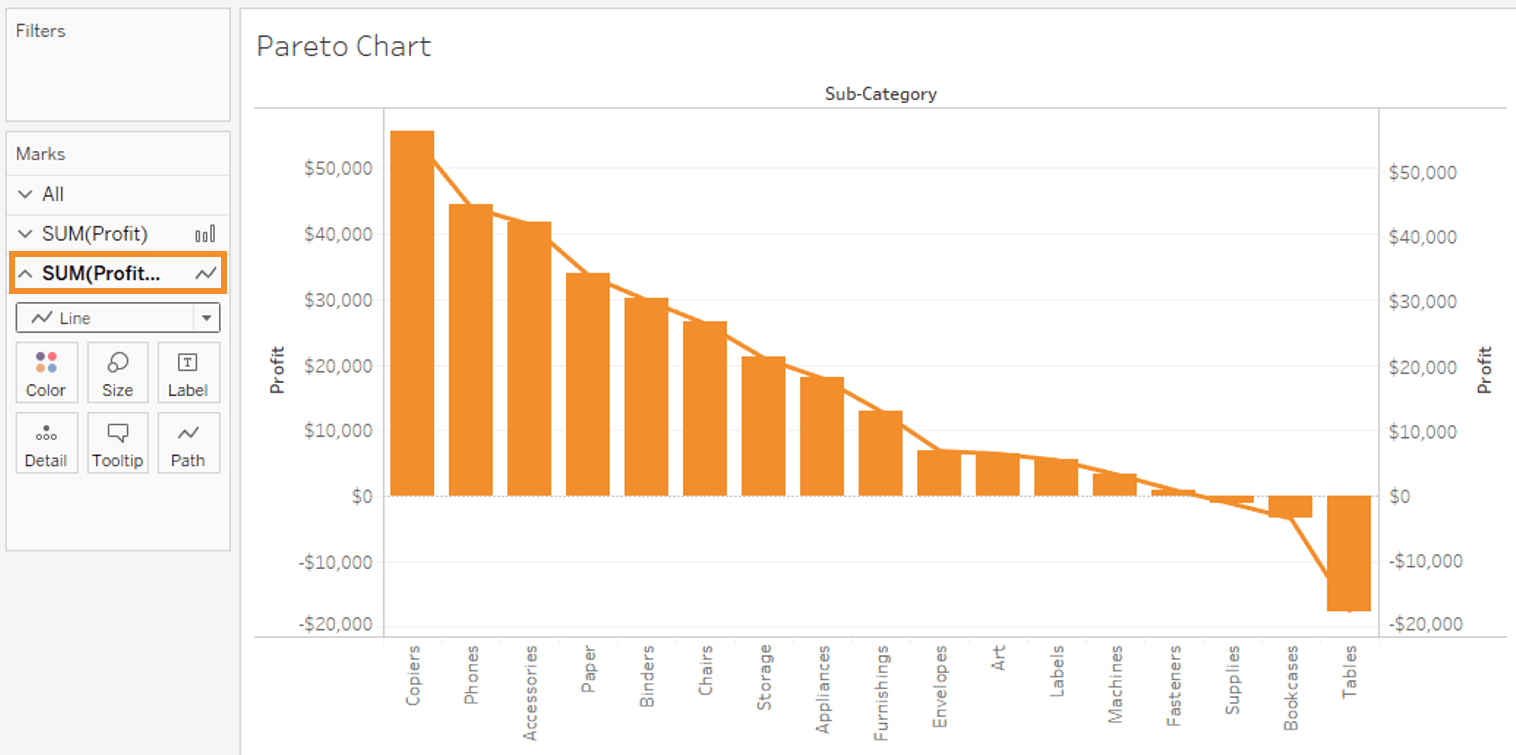 Filters
Marks
All
SUM(Profit)
SUM(Profit...
Line
Color Size Label
Detail Tooltip Path
Pareto Chart
Sub-Category
Profit
$50,000
$40,000
$30,000
$20,000
$10,000
$0
-$10,000
-$20,000
$50,000
$40,000
$30,000
$20,000
$10,000
$0
-$10,000
-$20,000
Profit
Copiers
Phones
Accessories
Paper
Binders
Chairs
Storage
Appliances
Furnishings
Envelopes
Art
Labels
Machines
Fasteners
Supplies
Bookcases
Tables